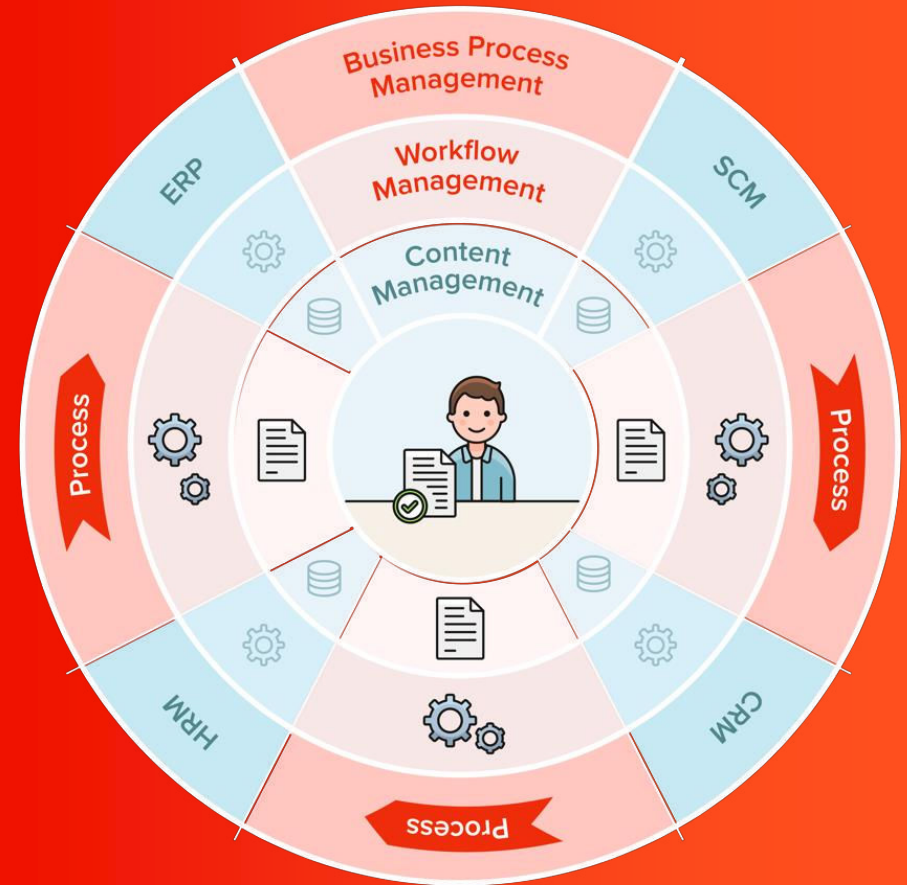 Business Process
Management
Workflow
Management
Content
Management
ERP
SCM
Process
Process
HRM
CRM
Process